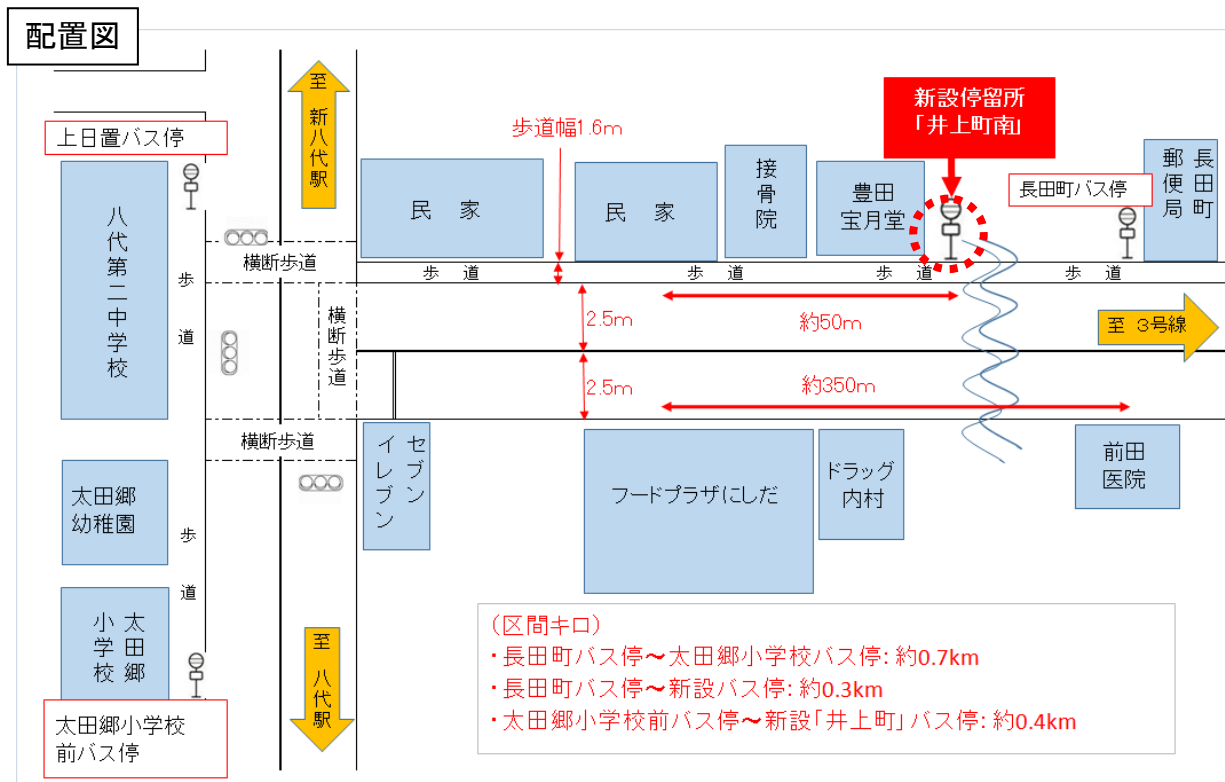 配置図
上日置バス停
八代第二中学校
歩道
太田郷
幼稚園
歩道
太田郷
小学校
太田郷小学校
前バス停
至 新八代駅
横断歩道
横断歩道
横断歩道
至 八代駅
歩道幅1.6m
民 家
民 家
接骨院
豊田
宝月堂
新設停留所
「井上町南」
長田町バス停
長田町
郵便局
歩 道
歩 道
歩 道
歩 道
2.5m
約50m
至 3号線
2.5m
約350m
セブン
イレブン
フードプラザにしだ
ドラッグ
内村
前田
医院
(区間キロ)
・長田町バス停~太田郷小学校バス停: 約0.7km
・長田町バス停~新設バス停: 約0.3km
・太田郷小学校前バス停~新設「井上町」バス停: 約0.4km